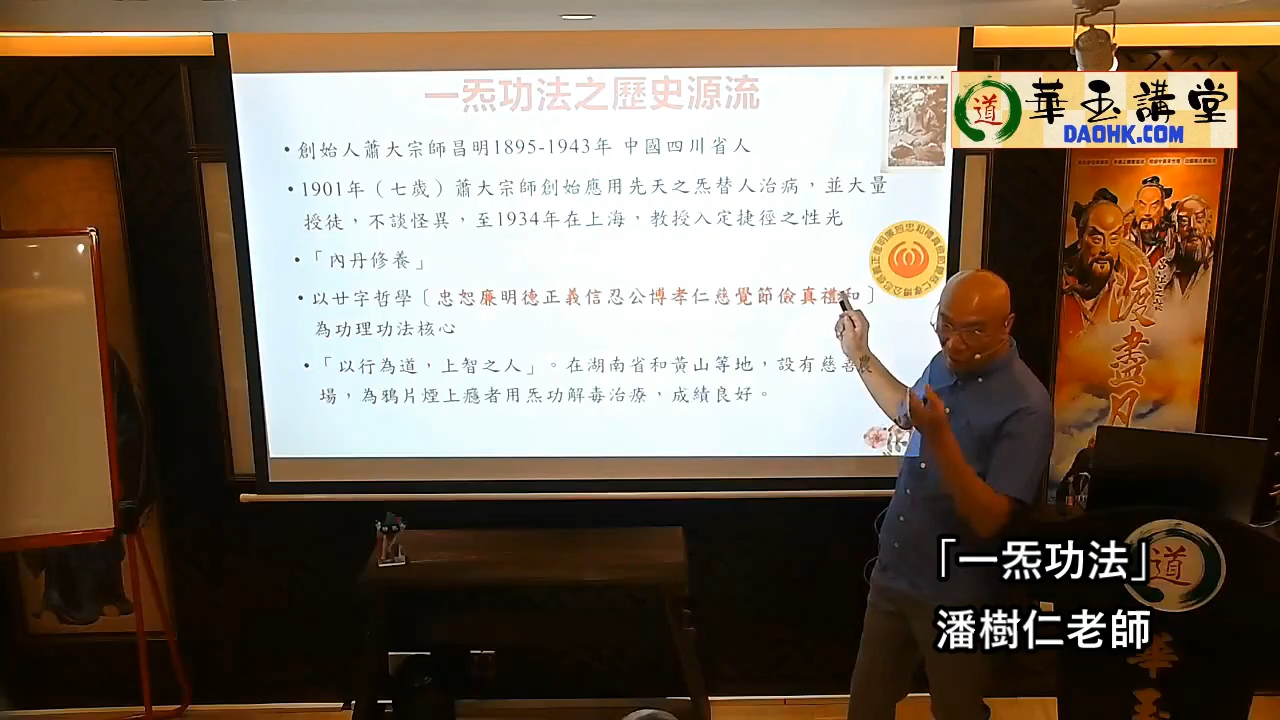 一炁功法之歷史源流
•創始人蕭大宗師昌明1895-1943年 中國四川省人
•1901年（七歲）蕭大宗師創始應用先天之炁替人治病，並大量
授徒，不談怪異，至1934年在上海，教授入定捷徑之性光
•「內丹修養」
•以廿字哲學〔忠恕廉明德正義信忍公博孝仁慈覺節儉真禮和〕
為功理功法核心
•「以行為道，上智之人」。在湖南省和黃山等地，設有慈善農
場，為鴉片煙上癮者用炁功解毒治療，成績良好。
道
華玉講堂
DAOHK.COM
渡盡凡
「一炁功法」
潘樹仁老師
道
華玉